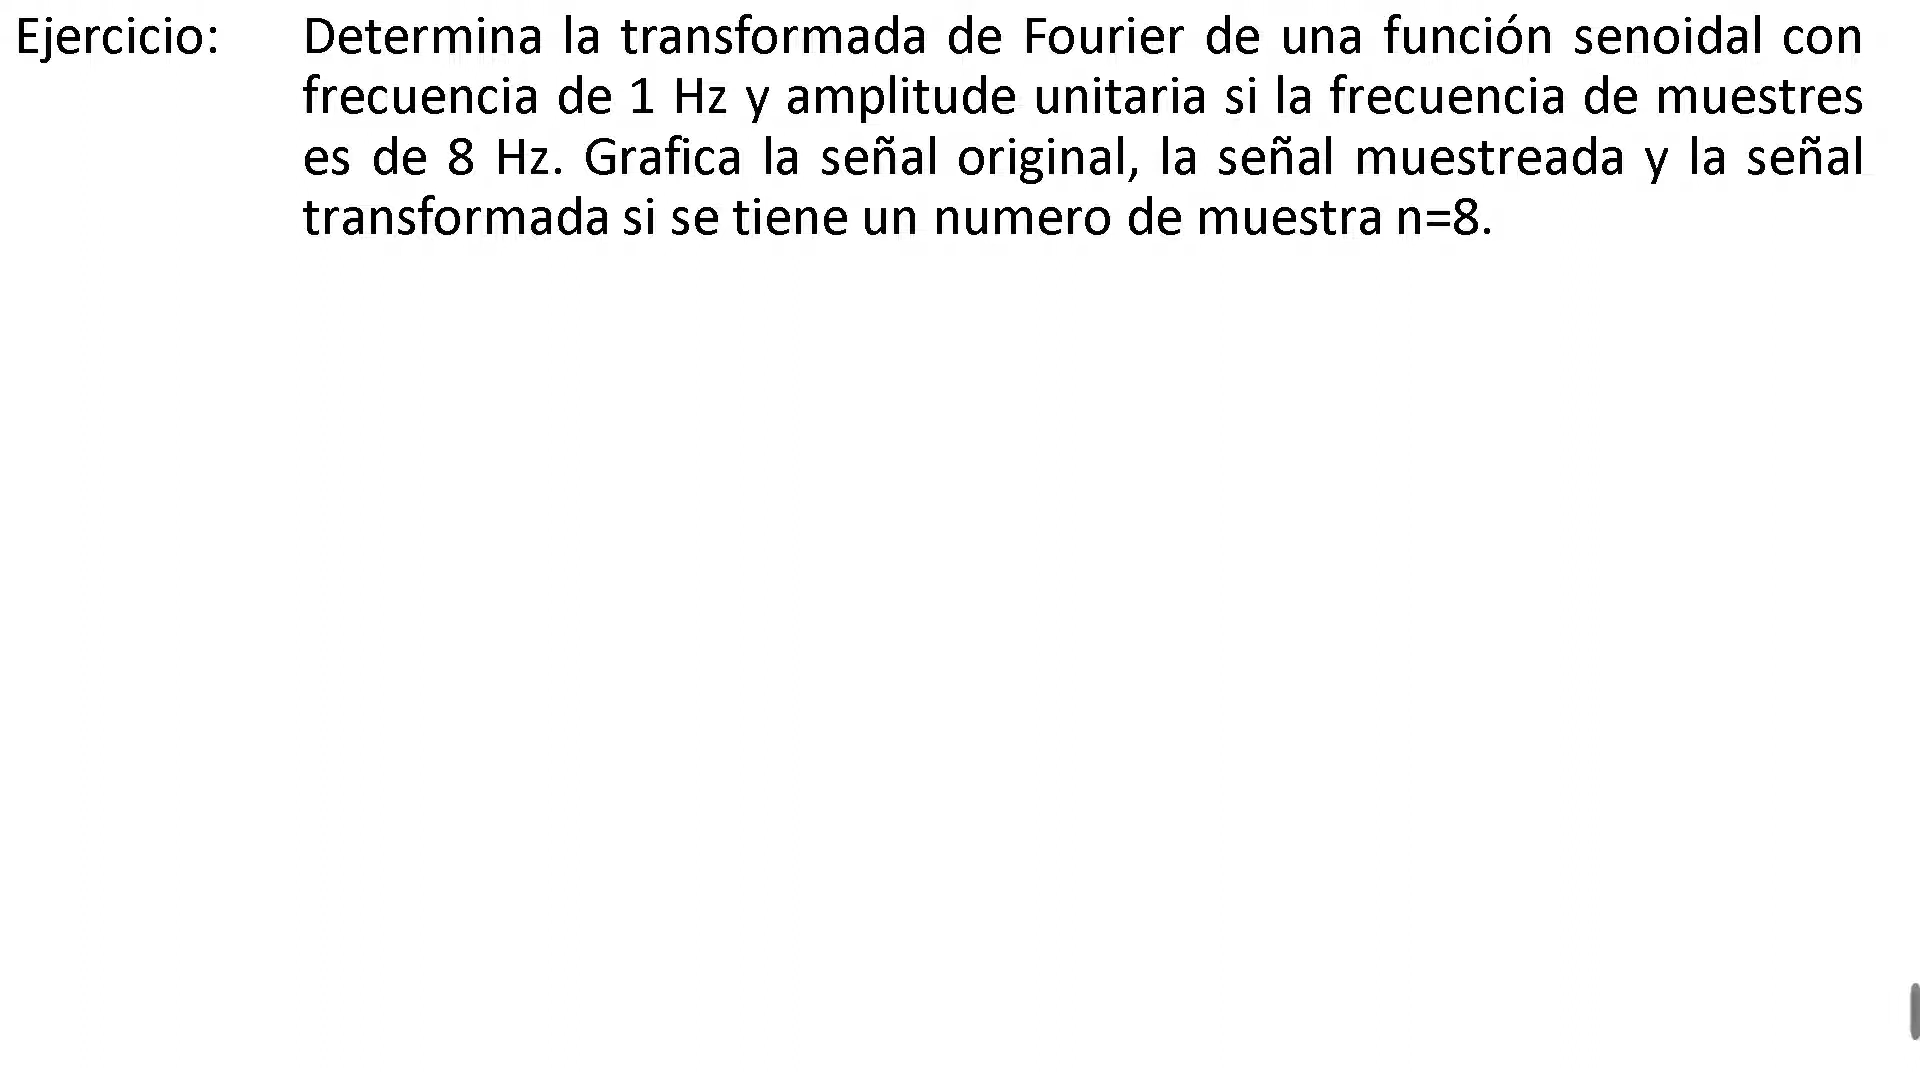 Ejercicio: Determina la transformada de Fourier de una función senoidal con
frecuencia de 1 Hz y amplitude unitaria si la frecuencia de muestres
es de 8 Hz. Grafica la señal original, la señal muestreada y la señal
transformada si se tiene un numero de muestra n=8.